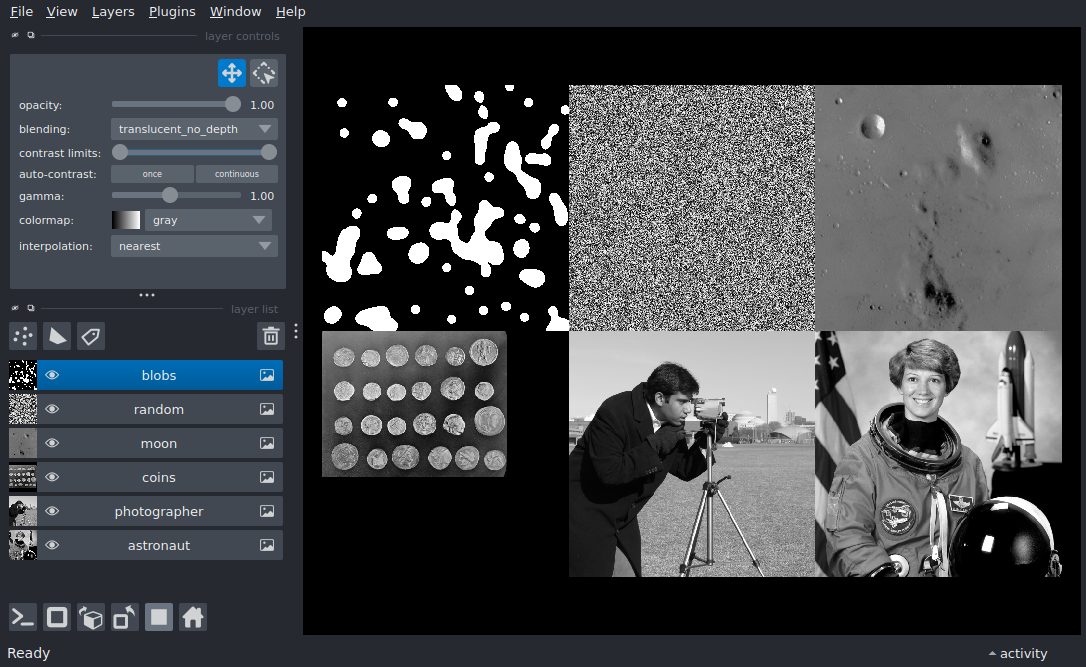 File View Layers Plugins Window Help
layer controls
opacity: 1.00
blending: translucent_no_depth
contrast limits:
auto-contrast: once continuous
gamma: 1.00
colormap: gray
interpolation: nearest
layer list
blobs
random
moon
coins
photographer
astronaut
Ready activity